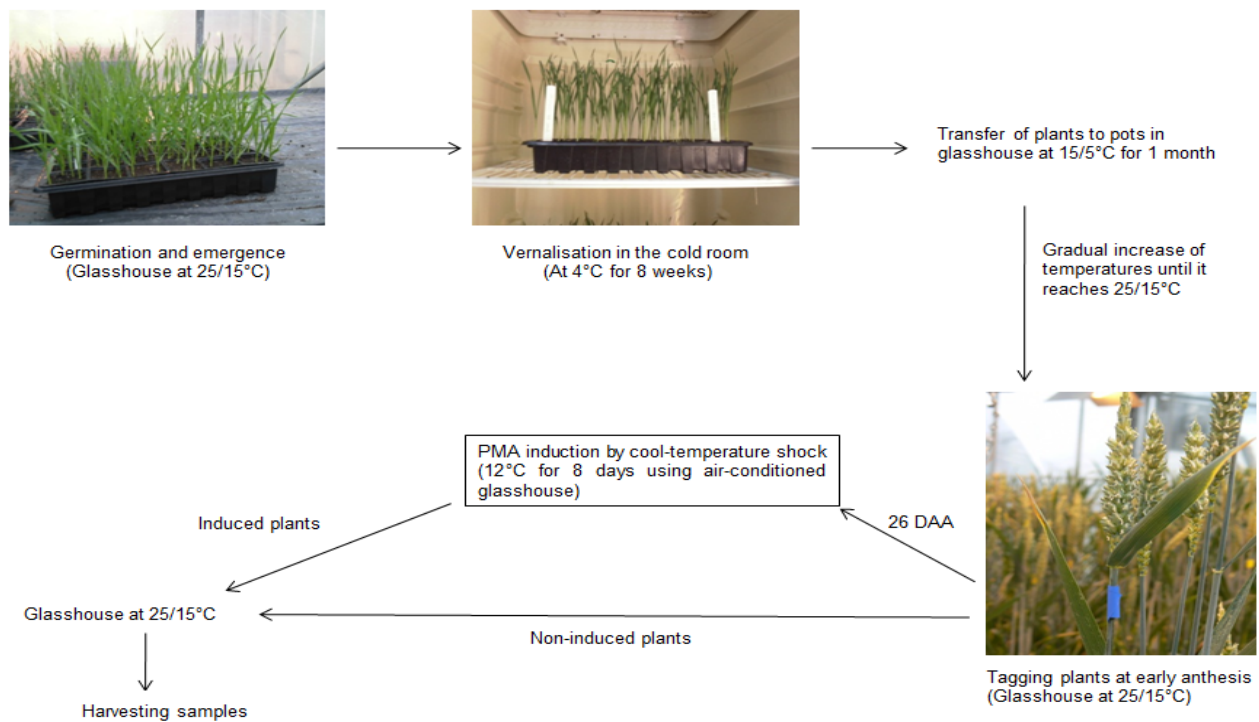 Germination and emergence
(Glasshouse at 25/15°C)
Vernalisation in the cold room
(At 4°C for 8 weeks)
Transfer of plants to pots in
glasshouse at 15/5°C for 1 month
Gradual increase of
temperatures until it
reaches 25/15°C
Tagging plants at early anthesis
(Glasshouse at 25/15°C)
26 DAA
PMA induction by cool-temperature shock
(12°C for 8 days using air-conditioned
glasshouse)
Induced plants
Non-induced plants
Glasshouse at 25/15°C
Harvesting samples